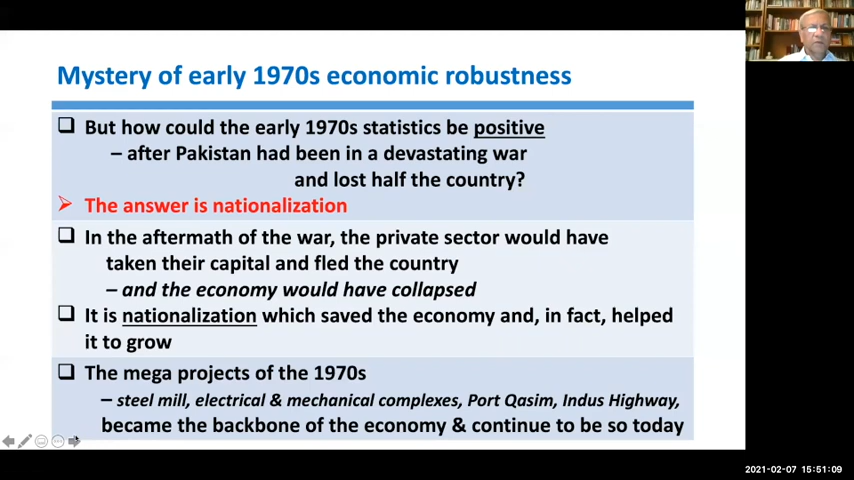 Mystery of early 1970s economic robustness
❑ But how could the early 1970s statistics be positive
– after Pakistan had been in a devastating war
and lost half the country?
➢ The answer is nationalization
❑ In the aftermath of the war, the private sector would have
taken their capital and fled the country
– and the economy would have collapsed
❑ It is nationalization which saved the economy and, in fact, helped
it to grow
❑ The mega projects of the 1970s
– steel mill, electrical & mechanical complexes, Port Qasim, Indus Highway,
became the backbone of the economy & continue to be so today
2021-02-07 15:51:09